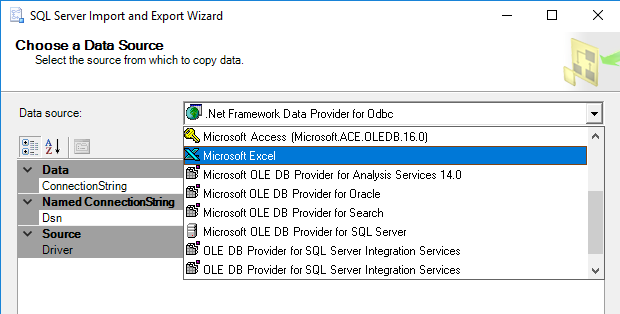 SQL Server Import and Export Wizard
Choose a Data Source
Select the source from which to copy data.
Data source:
.Net Framework Data Provider for Odbc
Microsoft Access (Microsoft.ACE.OLEDB.16.0)
Microsoft Excel
Microsoft OLE DB Provider for Analysis Services 14.0
Microsoft OLE DB Provider for Oracle
Microsoft OLE DB Provider for Search
Microsoft OLE DB Provider for SQL Server
OLE DB Provider for SQL Server Integration Services
OLE DB Provider for SQL Server Integration Services
Data
ConnectionString
Named ConnectionString
Dsn
Source
Driver